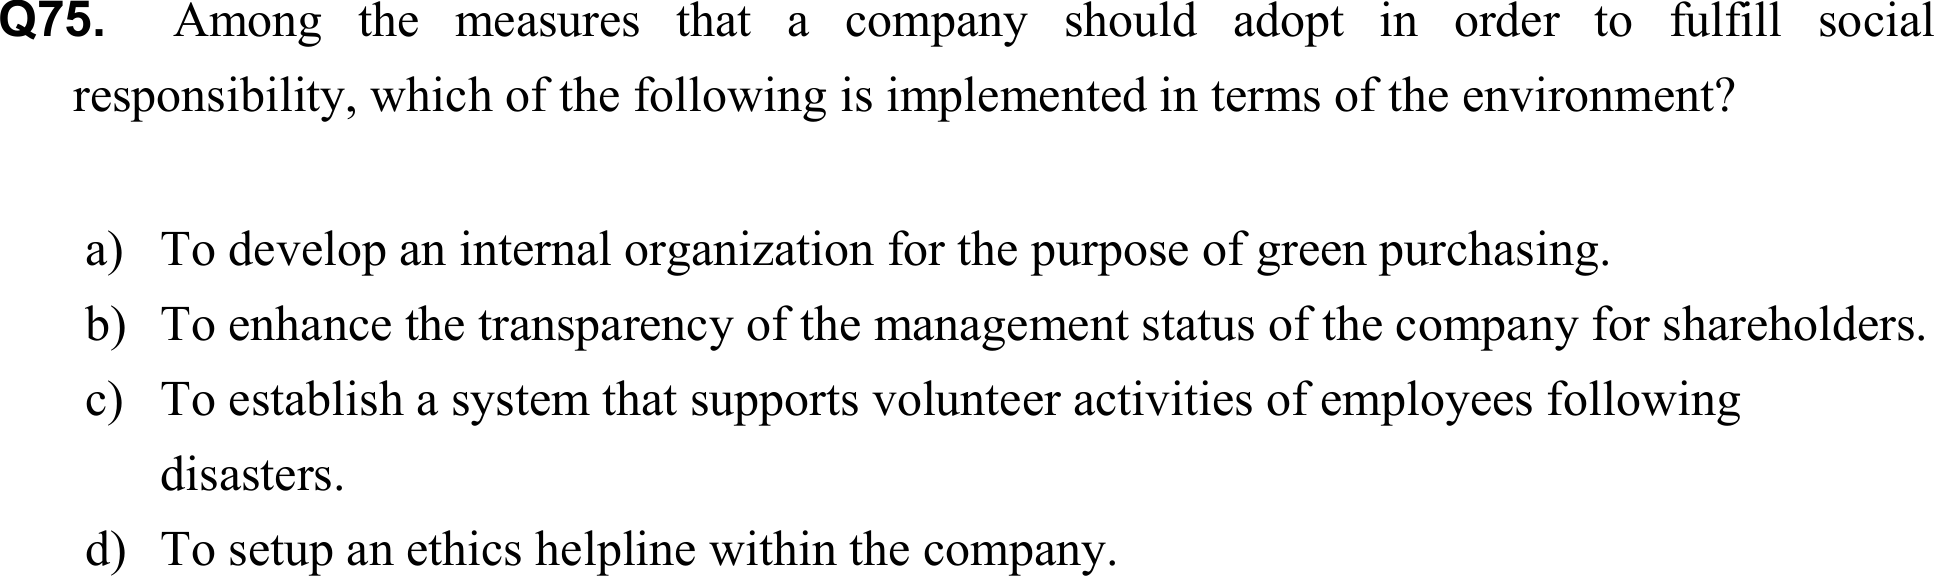 Q75. Among the measures that a company should adopt in order to fulfill social
responsibility, which of the following is implemented in terms of the environment?
a) To develop an internal organization for the purpose of green purchasing.
b) To enhance the transparency of the management status of the company for shareholders.
c) To establish a system that supports volunteer activities of employees following
disasters.
d) To setup an ethics helpline within the company.